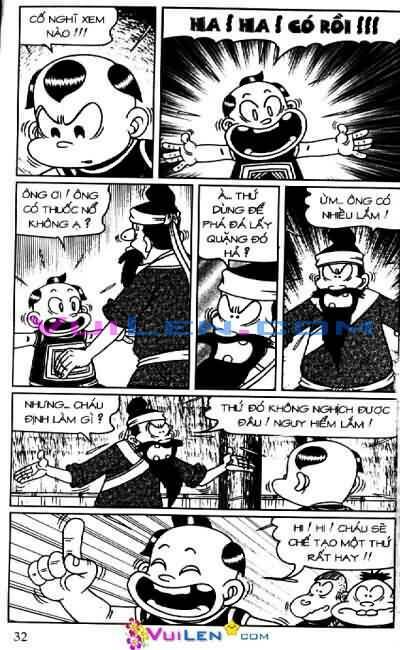 CỐ NGHĨ XEM
NÀO !!!
HA ! HA ! CÓ RỒI !!!
ÔNG ƠI ! ÔNG
CÓ THUỐC NỔ
KHÔNG Ạ ?
À... THỨ
DÙNG ĐỂ
PHÁ ĐÁ LẤY
QUẶNG ĐÓ
HẢ ?
ỪM.. ÔNG CÓ
NHIỀU LẮM !
VUILEN.COM
NHƯNG... CHÁU
ĐỊNH LÀM GÌ ?
THỨ ĐÓ KHÔNG NGHỊCH ĐƯỢC
ĐÂU ! NGUY HIỂM LẮM !
HI ! HI ! CHÁU SẼ
CHẾ TẠO MỘT THỨ
RẤT HAY !!
32
VUILEN.COM